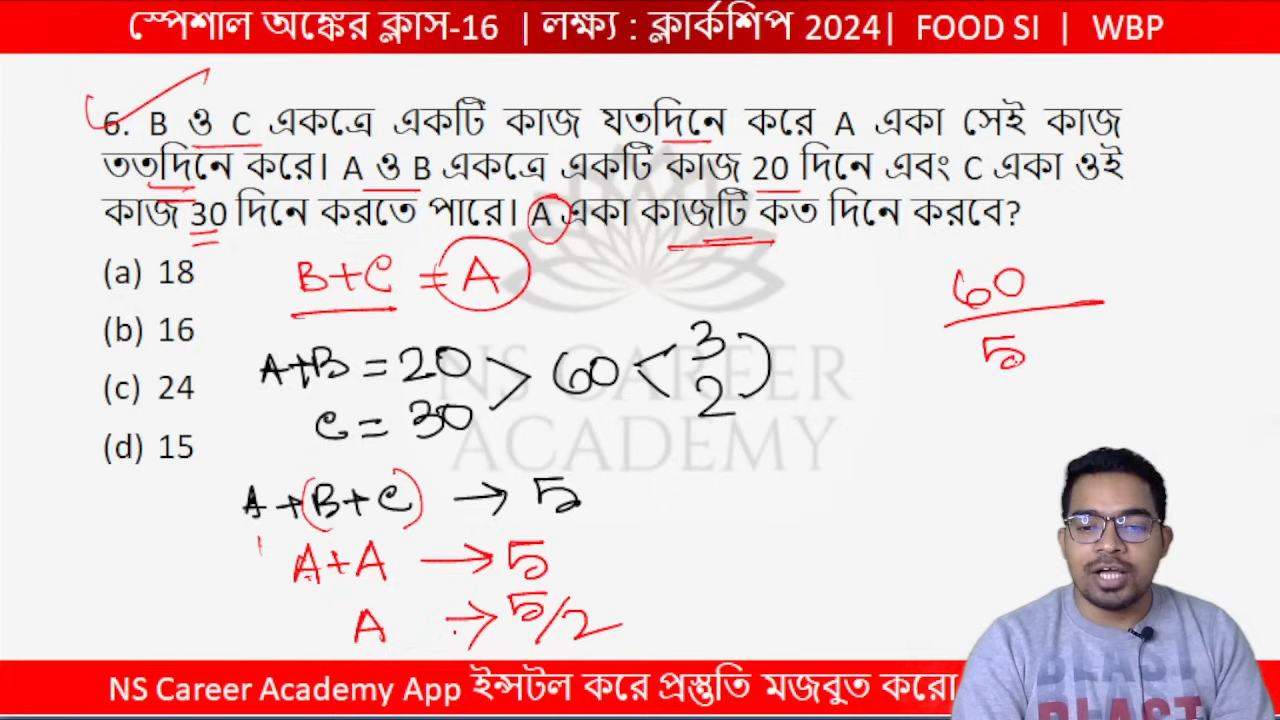 স্পেশাল অঙ্কের ক্লাস-16 | লক্ষ্য : ক্লার্কশিপ 2024| FOOD SI | WBP
6. B ও C একত্রে একটি কাজ যতদিনে করে A একা সেই কাজ
ততদিনে করে। A ও B একত্রে একটি কাজ 20 দিনে এবং C একা ওই
কাজ 30 দিনে করতে পারে। A একা কাজটি কত দিনে করবে?
(a) 18
(b) 16
(c) 24
(d) 15
B+C = A
A+B = 20 > 60 < 3
C = 30 2
A+(B+C) → 5
A+A → 5
A → 5/2
60
5
NS CAREER
ACADEMY
NS Career Academy App ইন্সটল করে প্রস্তুতি মজবুত করো
BLAST